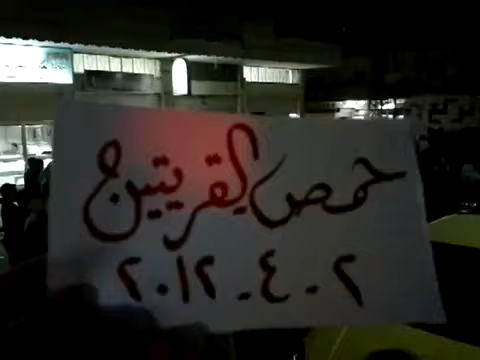 حمص القريتين
٢ - ٤ - ٢٠١٢